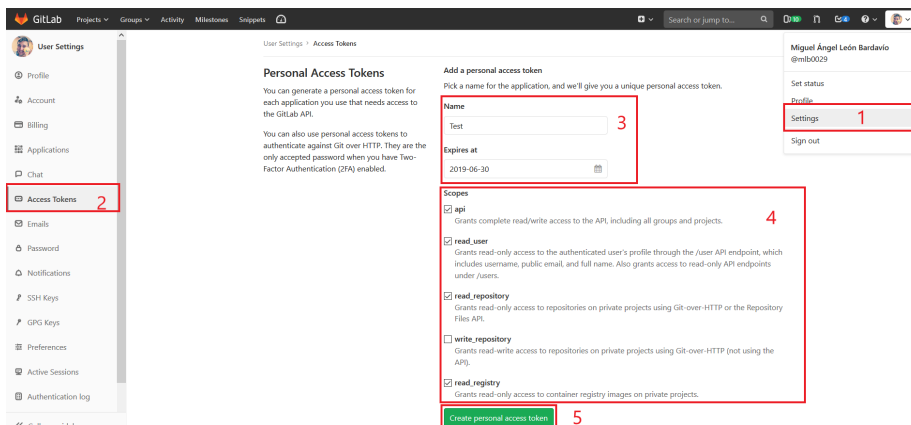 GitLab Projects Groups Activity Milestones Snippets Search or jump to... 10 4
User Settings
Profile
Account
Billing
Applications
Chat
Access Tokens 2
Emails
Password
Notifications
SSH Keys
GPG Keys
Preferences
Active Sessions
Authentication log
User Settings > Access Tokens
Personal Access Tokens
You can generate a personal access token for
each application you use that needs access to
the GitLab API.
You can also use personal access tokens to
authenticate against Git over HTTP. They are the
only accepted password when you have Two-
Factor Authentication (2FA) enabled.
Add a personal access token
Pick a name for the application, and we'll give you a unique personal access token.
Name
Test
3
Expires at
2019-06-30
Scopes
api
Grants complete read/write access to the API, including all groups and projects.
4
read_user
Grants read-only access to the authenticated user's profile through the /user API endpoint, which
includes username, public email, and full name. Also grants access to read-only API endpoints
under /users.
read_repository
Grants read-only access to repositories on private projects using Git-over-HTTP or the Repository
Files API.
write_repository
Grants read-write access to repositories on private projects using Git-over-HTTP (not using the
API).
read_registry
Grants read-only access to container registry images on private projects.
Create personal access token 5
Miguel Ángel León Bardavío
@mlb0029
Set status
Profile
Settings 1
Sign out